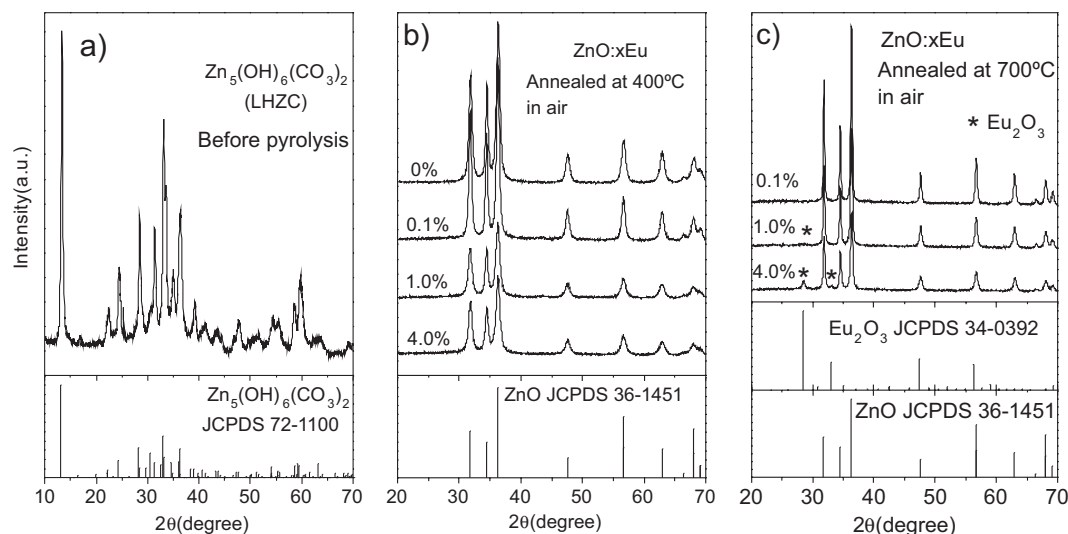 a)
Zn5(OH)6(CO3)2
(LHZC)
Before pyrolysis
Intensity(a.u.)
Zn5(OH)6(CO3)2
JCPDS 72-1100
10 20 30 40 50 60 70
2θ(degree)
b)
ZnO:xEu
Annealed at 400ºC
in air
0%
0.1%
1.0%
4.0%
ZnO JCPDS 36-1451
20 30 40 50 60 70
2θ(degree)
c)
ZnO:xEu
Annealed at 700ºC
in air
* Eu2O3
0.1%
1.0% *
4.0% * *
Eu2O3 JCPDS 34-0392
ZnO JCPDS 36-1451
20 30 40 50 60 70
2θ(degree)